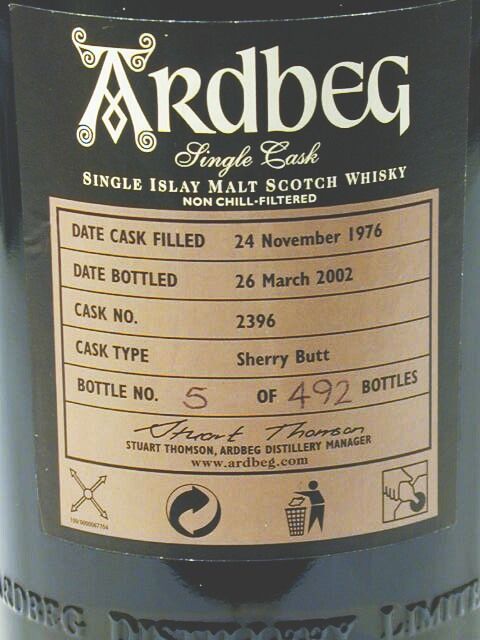 ARDBEG
Single Cask
SINGLE ISLAY MALT SCOTCH WHISKY
NON CHILL-FILTERED
DATE CASK FILLED 24 November 1976
DATE BOTTLED 26 March 2002
CASK NO. 2396
CASK TYPE Sherry Butt
BOTTLE NO. 5 OF 492 BOTTLES
Stuart Thomson
STUART THOMSON, ARDBEG DISTILLERY MANAGER
www.ardbeg.com
ARDBEG DISTILLERY LIMITED